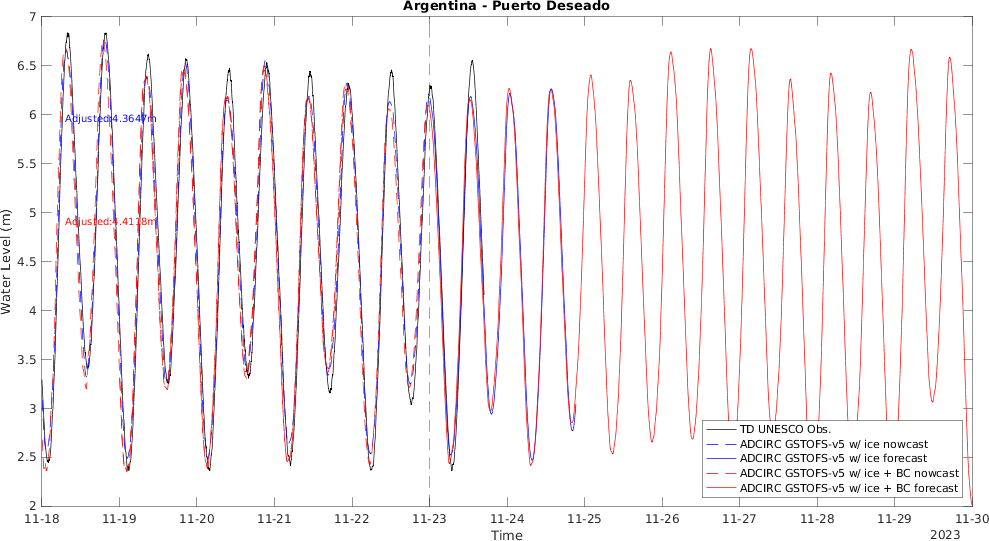 Argentina - Puerto Deseado
7
6.5
6
5.5
5
4.5
4
3.5
3
2.5
2
Water Level (m)
Adjusted:4.3647m
Adjusted:4.4118m
TD UNESCO Obs.
ADCIRC GSTOFS-v5 w/ ice nowcast
ADCIRC GSTOFS-v5 w/ ice forecast
ADCIRC GSTOFS-v5 w/ ice + BC nowcast
ADCIRC GSTOFS-v5 w/ ice + BC forecast
11-18 11-19 11-20 11-21 11-22 11-23 11-24 11-25 11-26 11-27 11-28 11-29 11-30
Time
2023